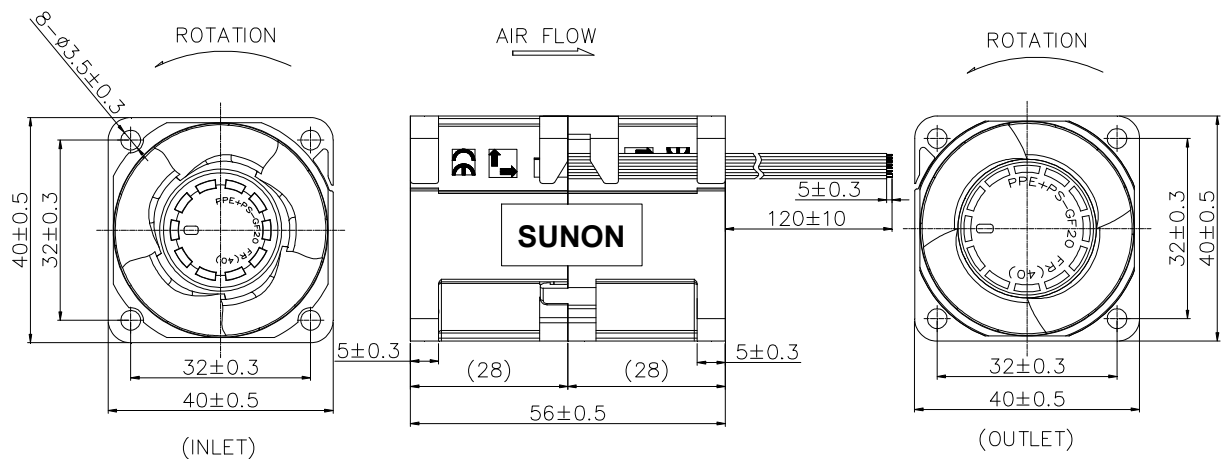 8-ø3.5±0.3
ROTATION
40±0.5
32±0.3
PPE+PS-GF20 FR(40)
32±0.3
40±0.5
(INLET)
AIR FLOW
CE
SUNON
5±0.3
120±10
5±0.3
(28)
(28)
5±0.3
56±0.5
ROTATION
PPE+PS-GF20 FR(40)
32±0.3
40±0.5
32±0.3
40±0.5
(OUTLET)